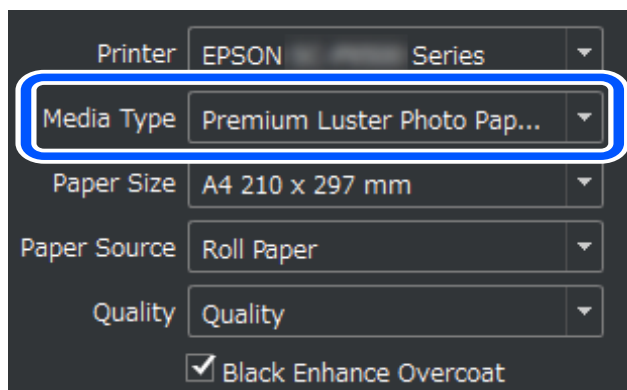 Printer EPSON Series
Media Type Premium Luster Photo Pap...
Paper Size A4 210 x 297 mm
Paper Source Roll Paper
Quality Quality
Black Enhance Overcoat